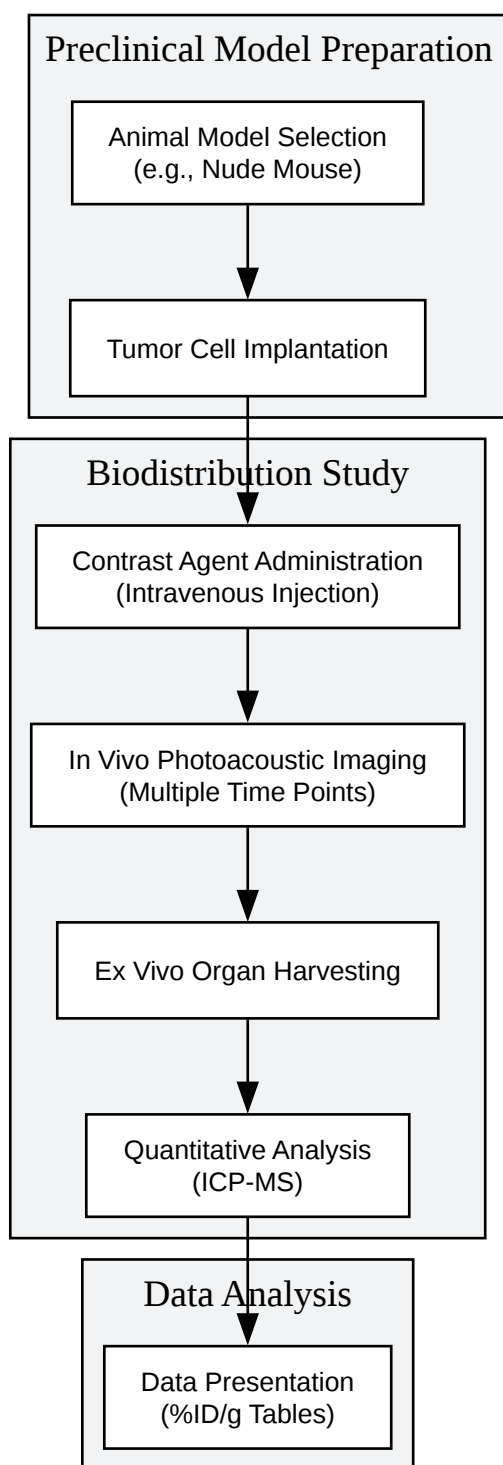 Preclinical Model Preparation
Animal Model Selection
(e.g., Nude Mouse)
Tumor Cell Implantation
Biodistribution Study
Contrast Agent Administration
(Intravenous Injection)
In Vivo Photoacoustic Imaging
(Multiple Time Points)
Ex Vivo Organ Harvesting
Quantitative Analysis
(ICP-MS)
Data Analysis
Data Presentation
(%ID/g Tables)